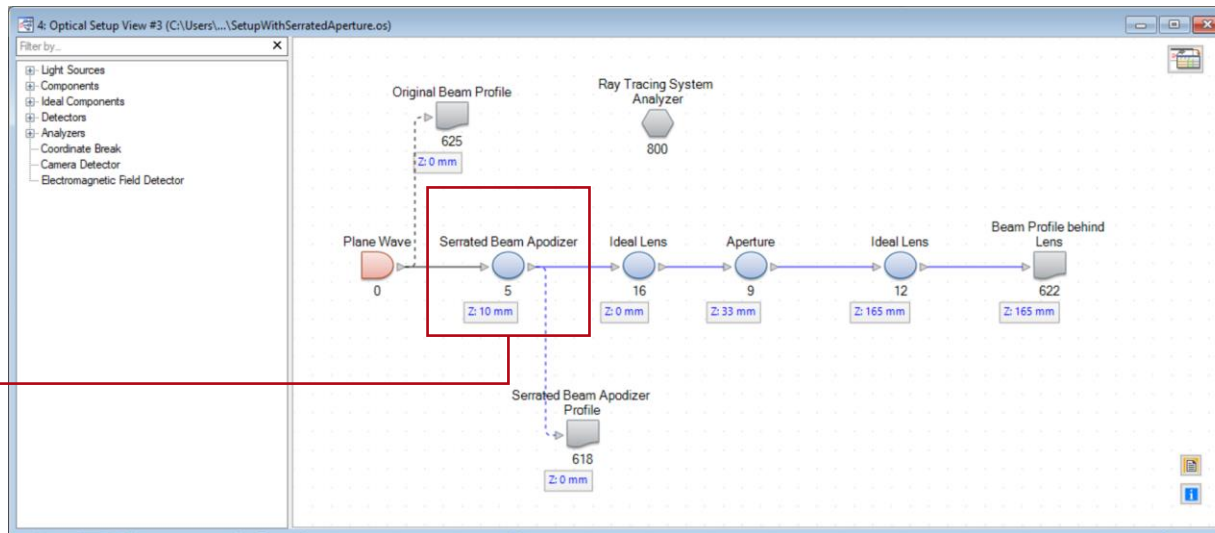 4: Optical Setup View #3 (C:\Users\...\SetupWithSerratedAperture.os)
Filter by...
Light Sources
Components
Ideal Components
Detectors
Analyzers
Coordinate Break
Camera Detector
Electromagnetic Field Detector
Original Beam Profile
625
Z: 0 mm
Ray Tracing System
Analyzer
800
Plane Wave
0
Serrated Beam Apodizer
5
Z: 10 mm
Ideal Lens
16
Z: 0 mm
Aperture
9
Z: 33 mm
Ideal Lens
12
Z: 165 mm
Beam Profile behind
Lens
622
Z: 165 mm
Serrated Beam Apodizer
Profile
618
Z: 0 mm